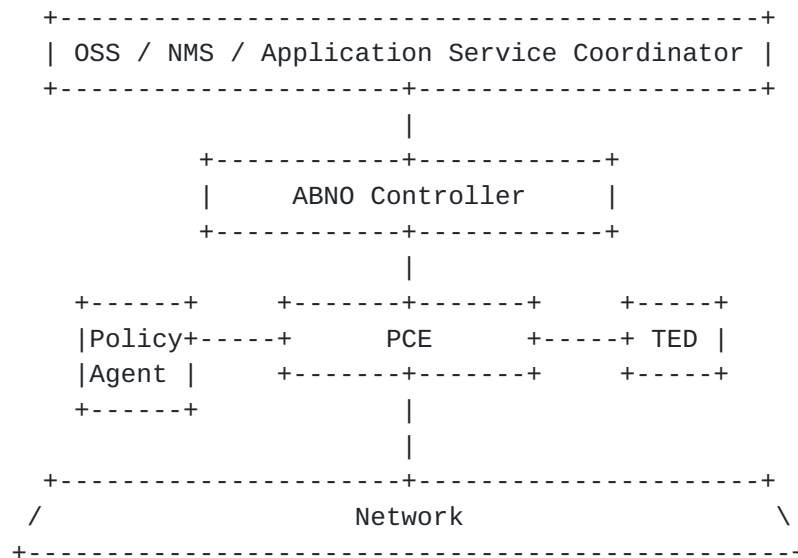 OSS / NMS / Application Service Coordinator
ABNO Controller
Policy PCE TED
Agent
Network